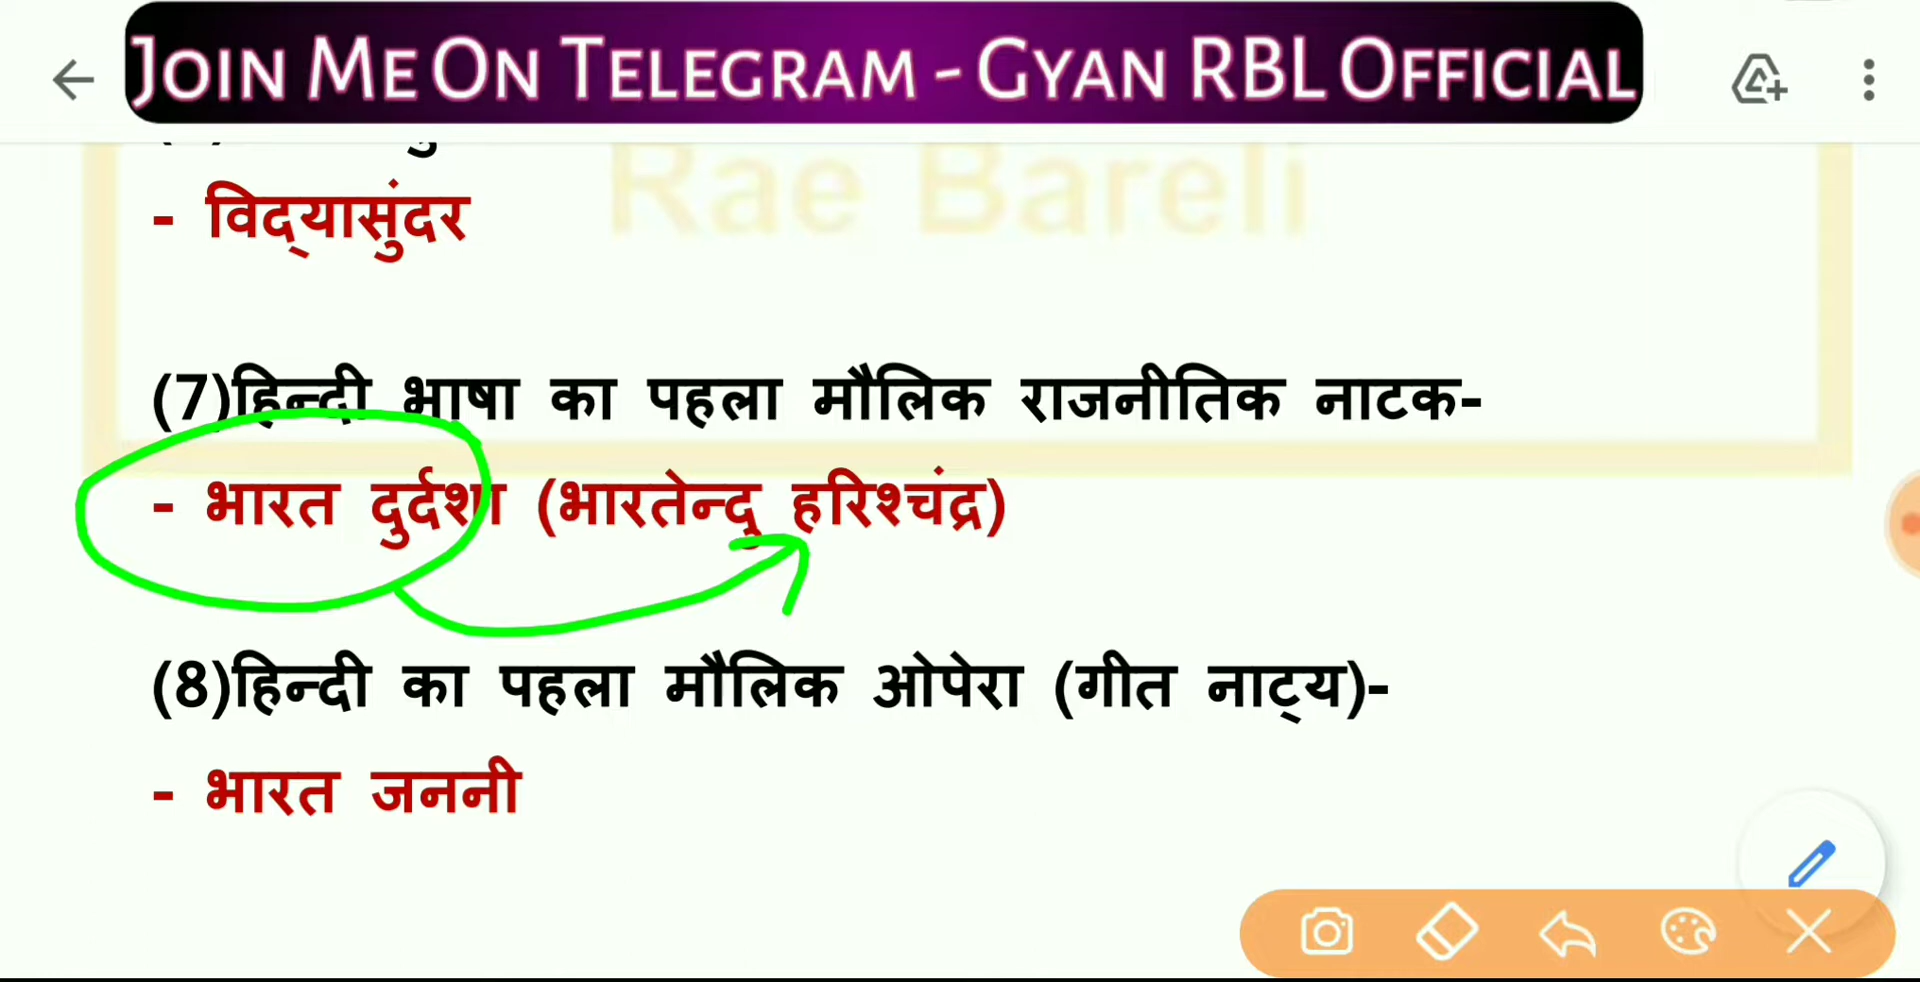 JOIN ME ON TELEGRAM - GYAN RBL OFFICIAL
Rae Bareli
- विद्यासुंदर
(7)हिन्दी भाषा का पहला मौलिक राजनीतिक नाटक-
- भारत दुर्दशा (भारतेन्दु हरिश्चंद्र)
(8)हिन्दी का पहला मौलिक ओपेरा (गीत नाट्य)-
- भारत जननी